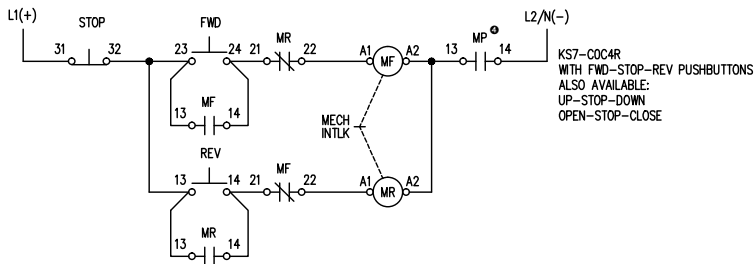 L1(+)
L2/N(-)
STOP
31 32
FWD
23 24
21 MR 22
A1 MF A2
13 MP 4 14
13 MF 14
MECH
INTLK
REV
13 14
21 MF 22
A1 MR A2
13 MR 14
KS7-C0C4R
WITH FWD-STOP-REV PUSHBUTTONS
ALSO AVAILABLE:
UP-STOP-DOWN
OPEN-STOP-CLOSE